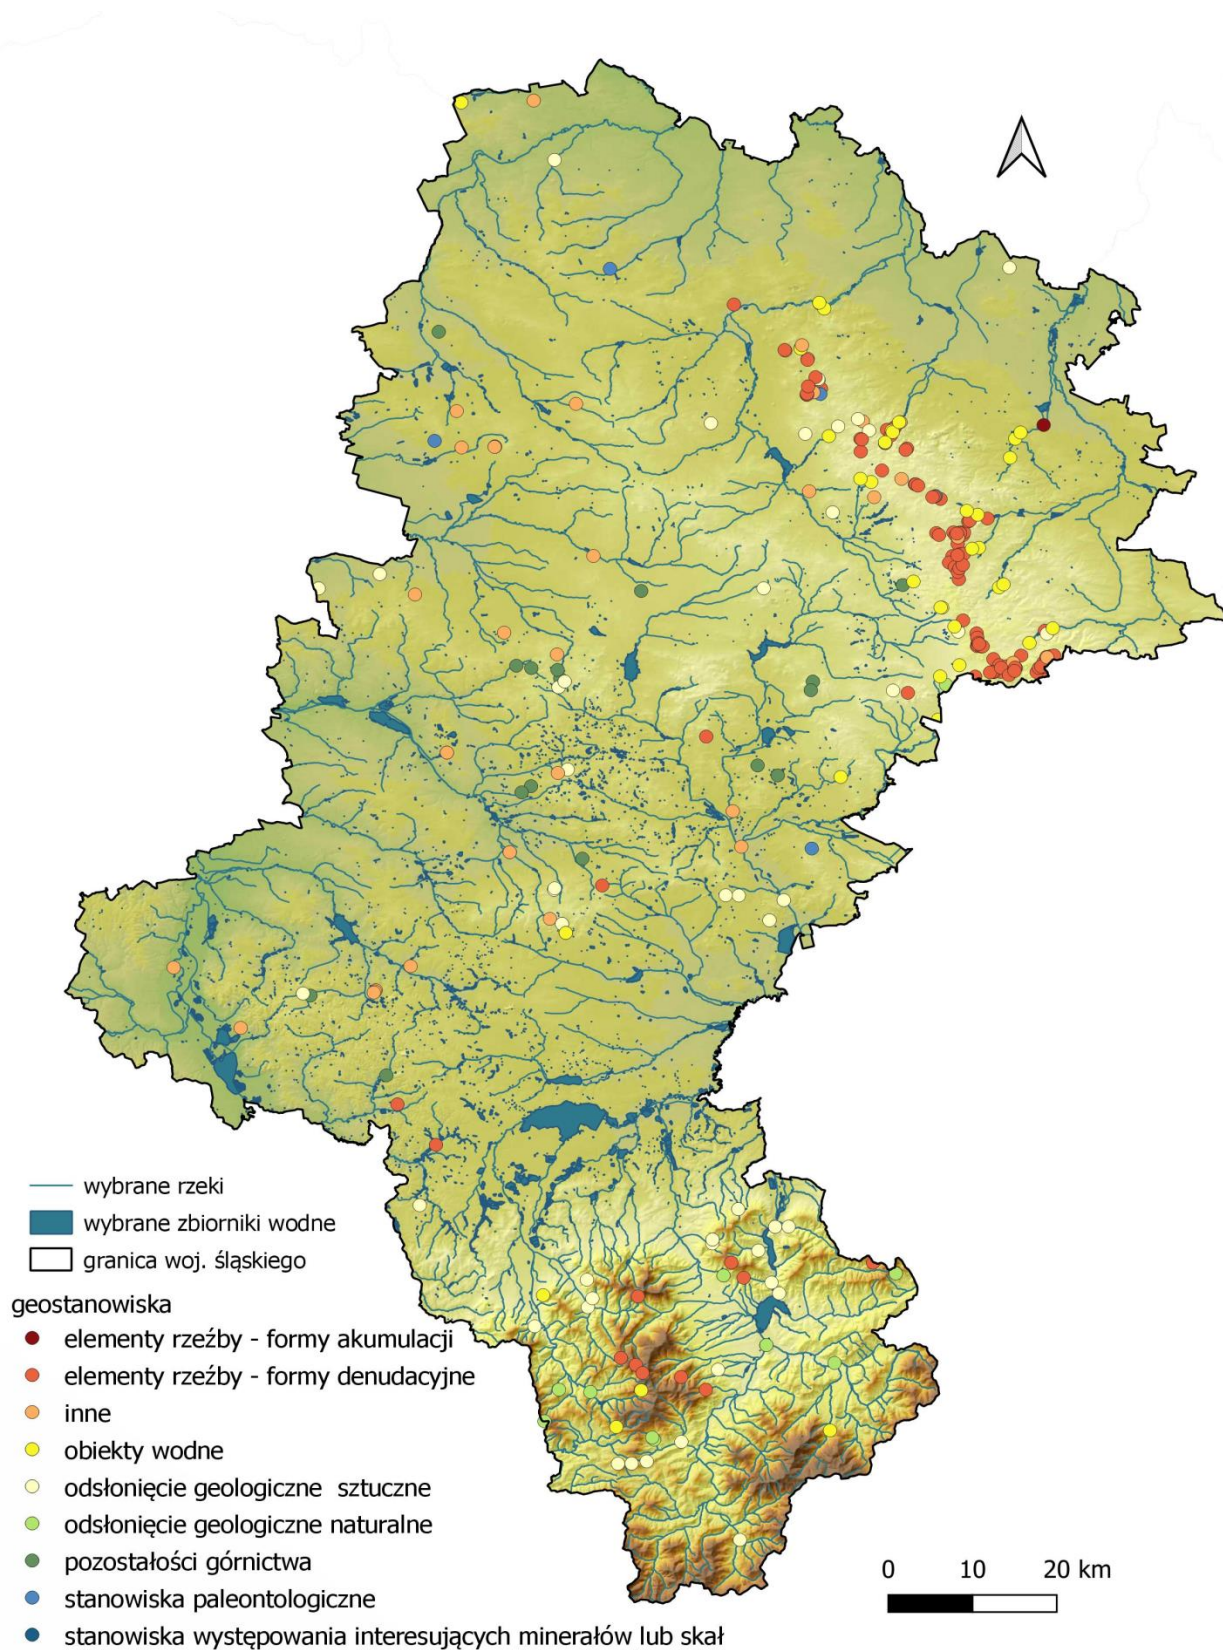 wybrane rzeki
wybrane zbiorniki wodne
granica woj. śląskiego
geostanowiska
elementy rzeźby - formy akumulacji
elementy rzeźby - formy denudacyjne
inne
obiekty wodne
odsłonięcie geologiczne sztuczne
odsłonięcie geologiczne naturalne
pozostałości górnictwa
stanowiska paleontologiczne
stanowiska występowania interesujących minerałów lub skał
0 10 20 km